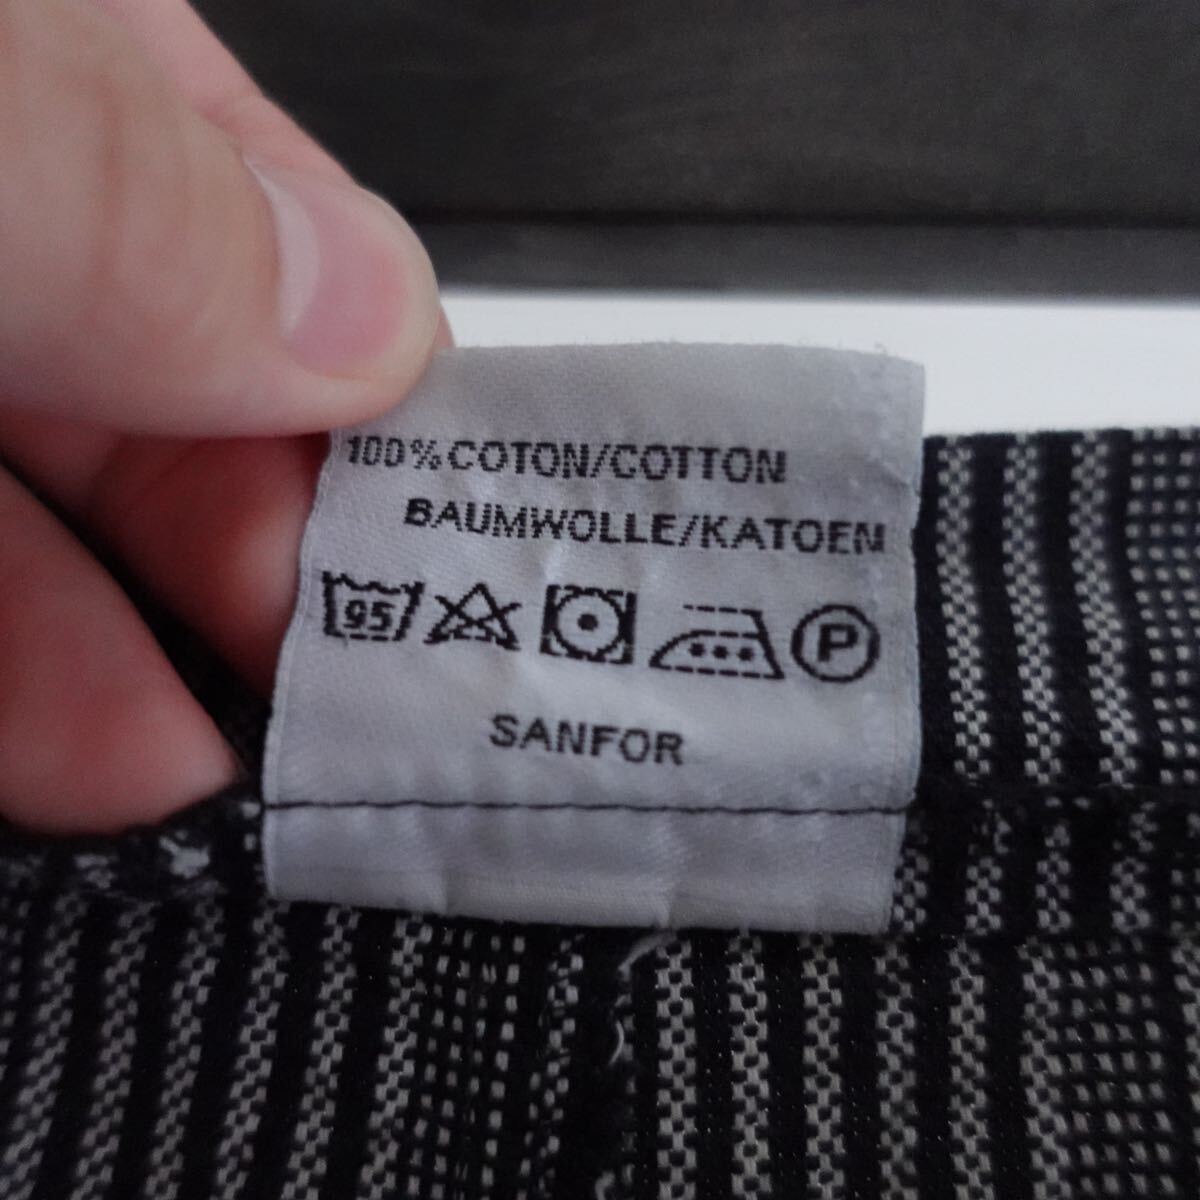 100% COTON/COTTON
BAUMWOLLE/KATOEN
95 P
SANFOR